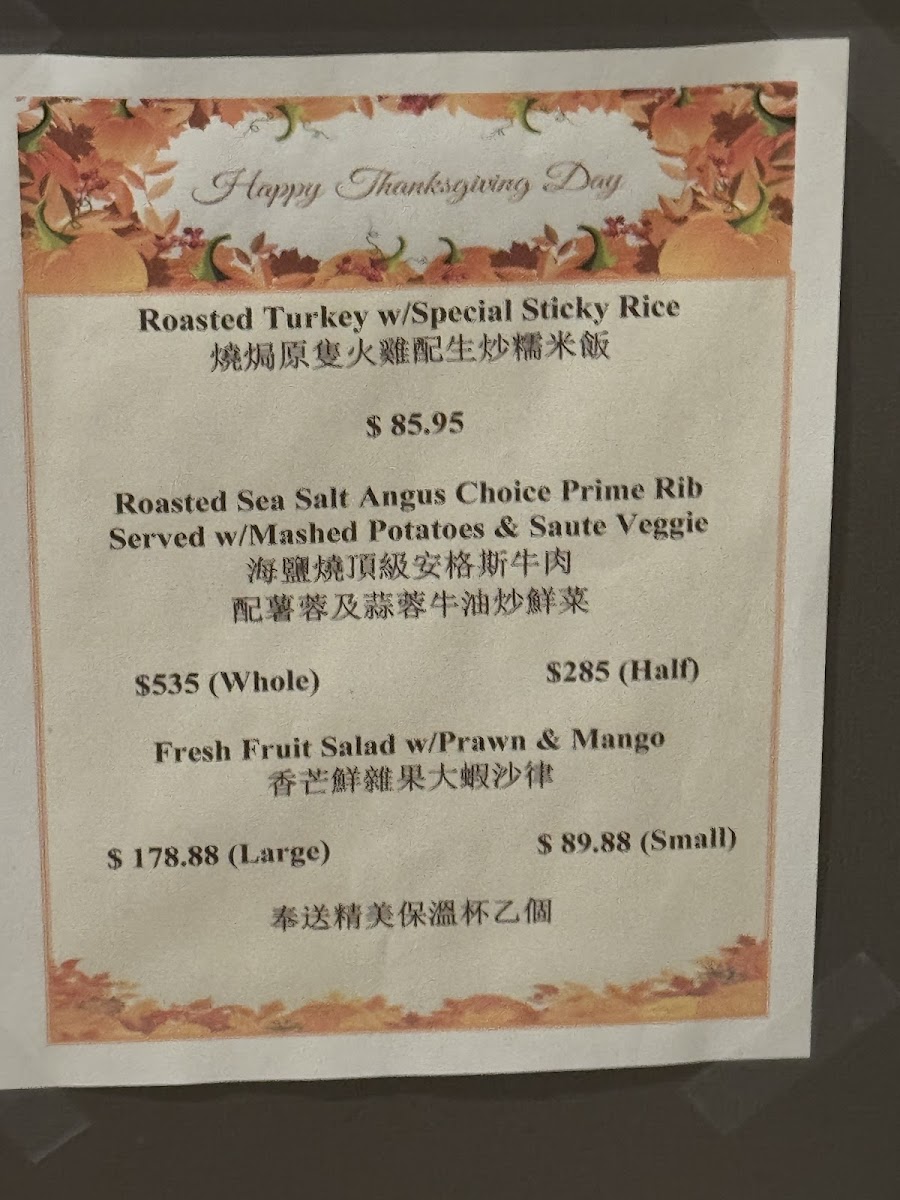 Happy Thanksgiving Day
Roasted Turkey w/Special Sticky Rice
燒焗原隻火雞配生炒糯米飯
$ 85.95
Roasted Sea Salt Angus Choice Prime Rib
Served w/Mashed Potatoes & Saute Veggie
海鹽燒頂級安格斯牛肉
配薯蓉及蒜蓉牛油炒鮮菜
$535 (Whole) $285 (Half)
Fresh Fruit Salad w/Prawn & Mango
香芒鮮雜果大蝦沙律
$ 178.88 (Large) $ 89.88 (Small)
奉送精美保溫杯乙個